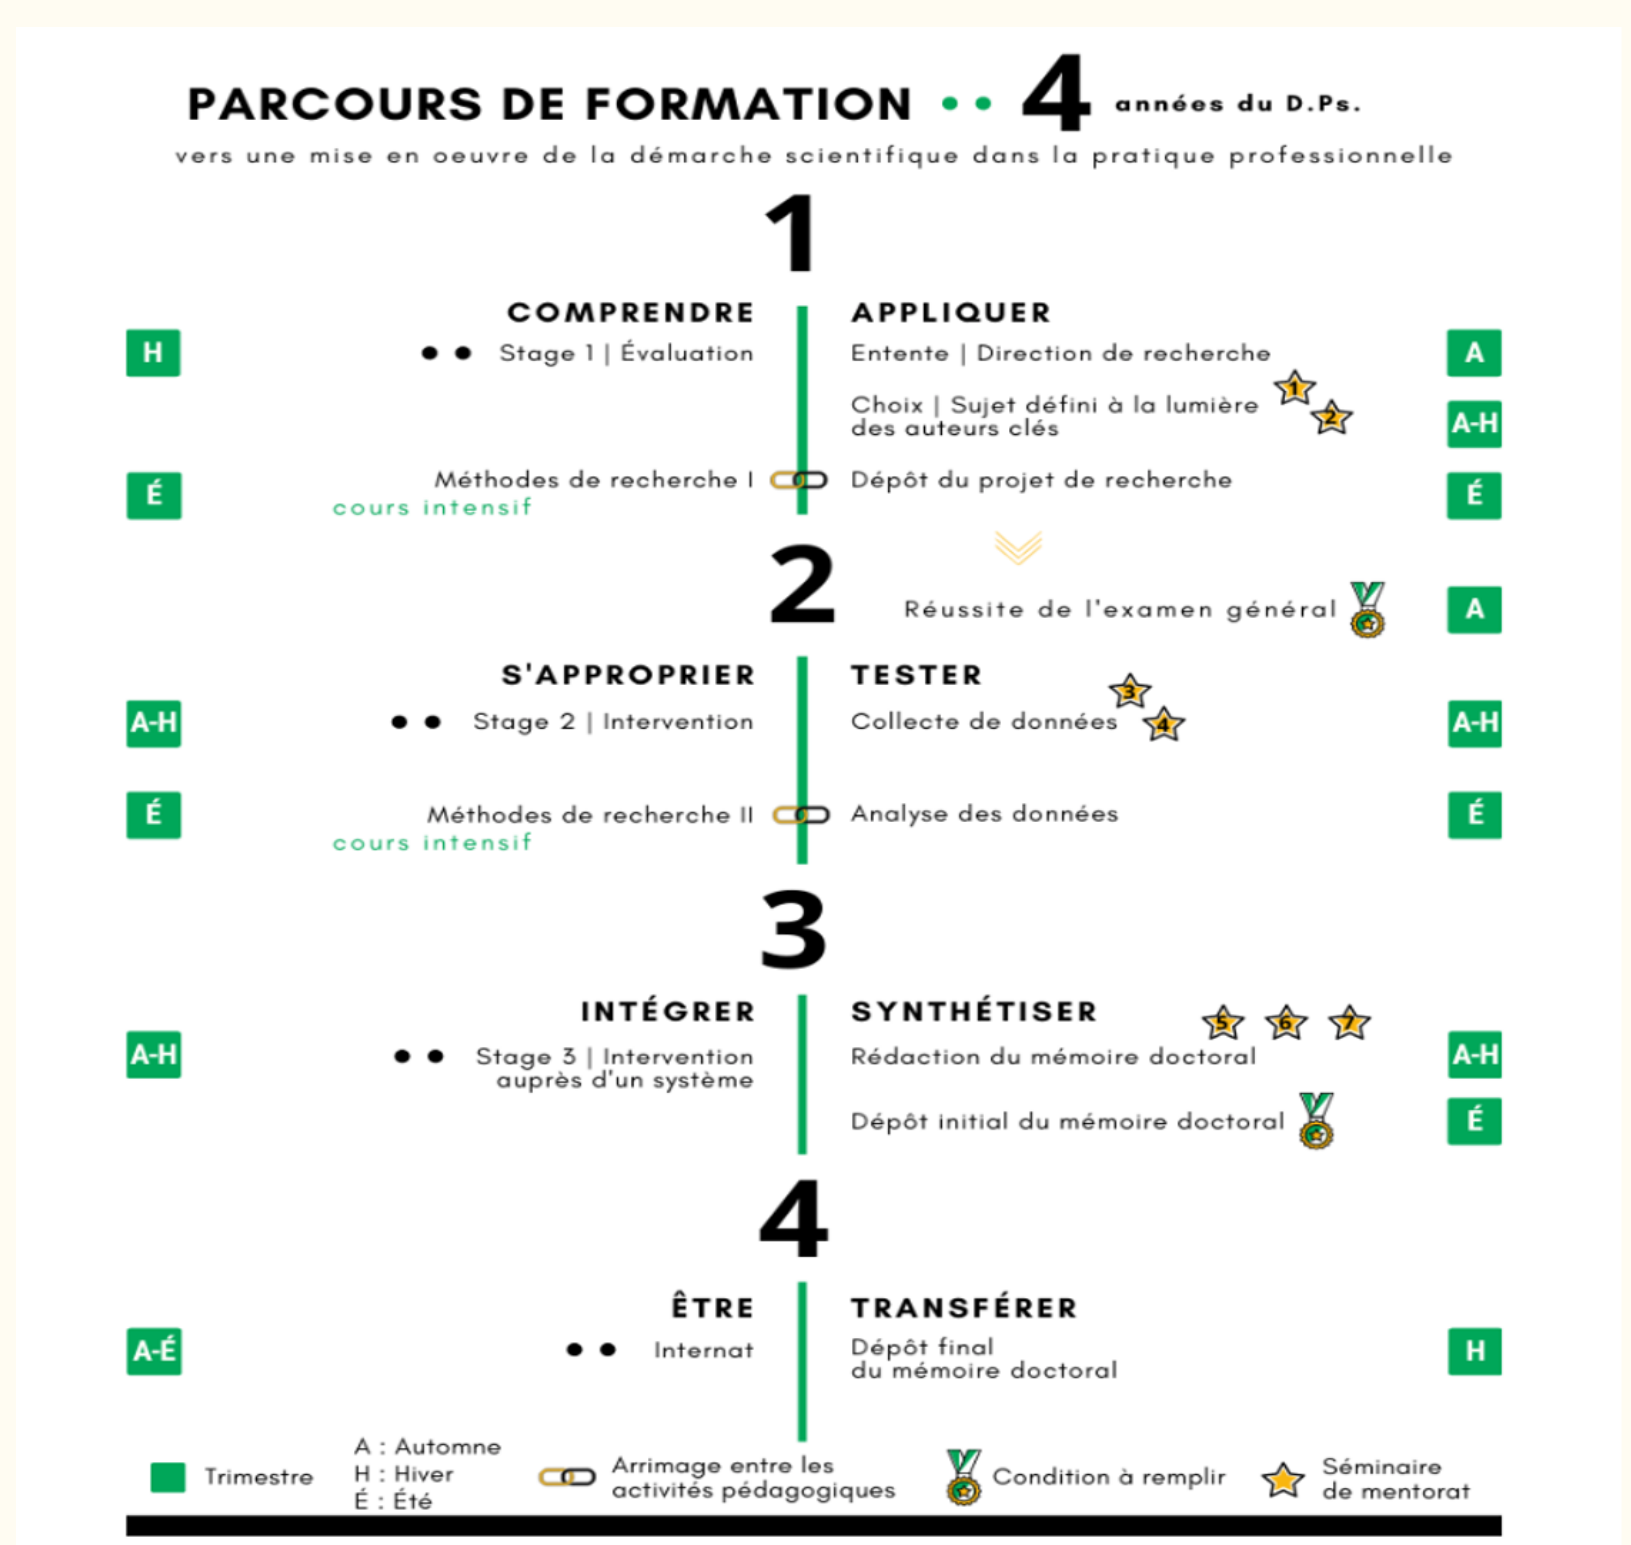 PARCOURS DE FORMATION •• 4 années du D.Ps.
vers une mise en oeuvre de la démarche scientifique dans la pratique professionnelle
1
COMPRENDRE
APPLIQUER
H
•• Stage 1 | Évaluation
Entente | Direction de recherche
A
1
2
Choix | Sujet défini à la lumière
des auteurs clés
A-H
É
Méthodes de recherche I
cours intensif
Dépôt du projet de recherche
É
2
Réussite de l'examen général
A
S'APPROPRIER
TESTER
3
4
A-H
•• Stage 2 | Intervention
Collecte de données
A-H
É
Méthodes de recherche II
cours intensif
Analyse des données
É
3
INTÉGRER
SYNTHÉTISER
5 6 7
A-H
•• Stage 3 | Intervention
auprès d'un système
Rédaction du mémoire doctoral
A-H
Dépôt initial du mémoire doctoral
É
4
ÊTRE
TRANSFÉRER
A-É
•• Internat
Dépôt final
du mémoire doctoral
H
Trimestre
A : Automne
H : Hiver
É : Été
Arrimage entre les
activités pédagogiques
Condition à remplir
Séminaire
de mentorat